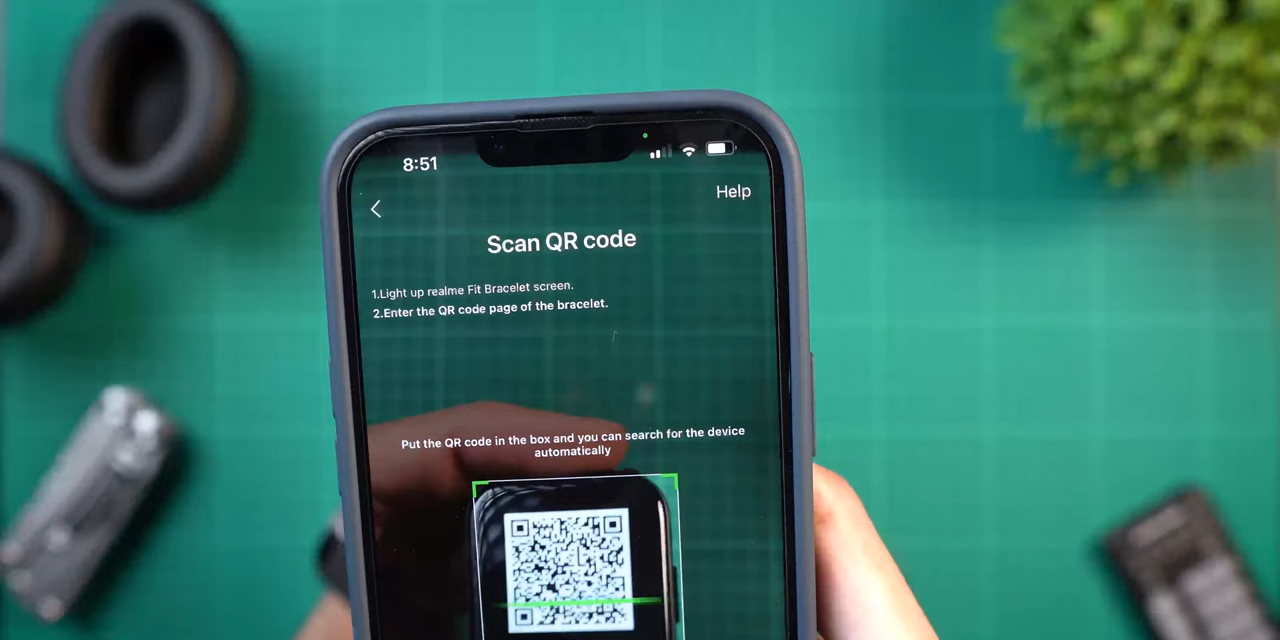 8:51
Help
Scan QR code
1.Light up realme Fit Bracelet screen.
2.Enter the QR code page of the bracelet.
Put the QR code in the box and you can search for the device
automatically